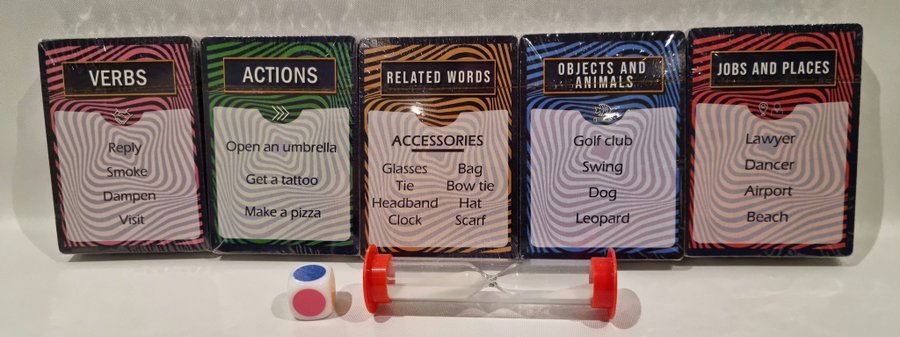 VERBS
Reply
Smoke
Dampen
Visit
ACTIONS
Open an umbrella
Get a tattoo
Make a pizza
RELATED WORDS
ACCESSORIES
Glasses Bag
Tie Bow tie
Headband Hat
Clock Scarf
OBJECTS AND
ANIMALS
Golf club
Swing
Dog
Leopard
JOBS AND PLACES
Lawyer
Dancer
Airport
Beach